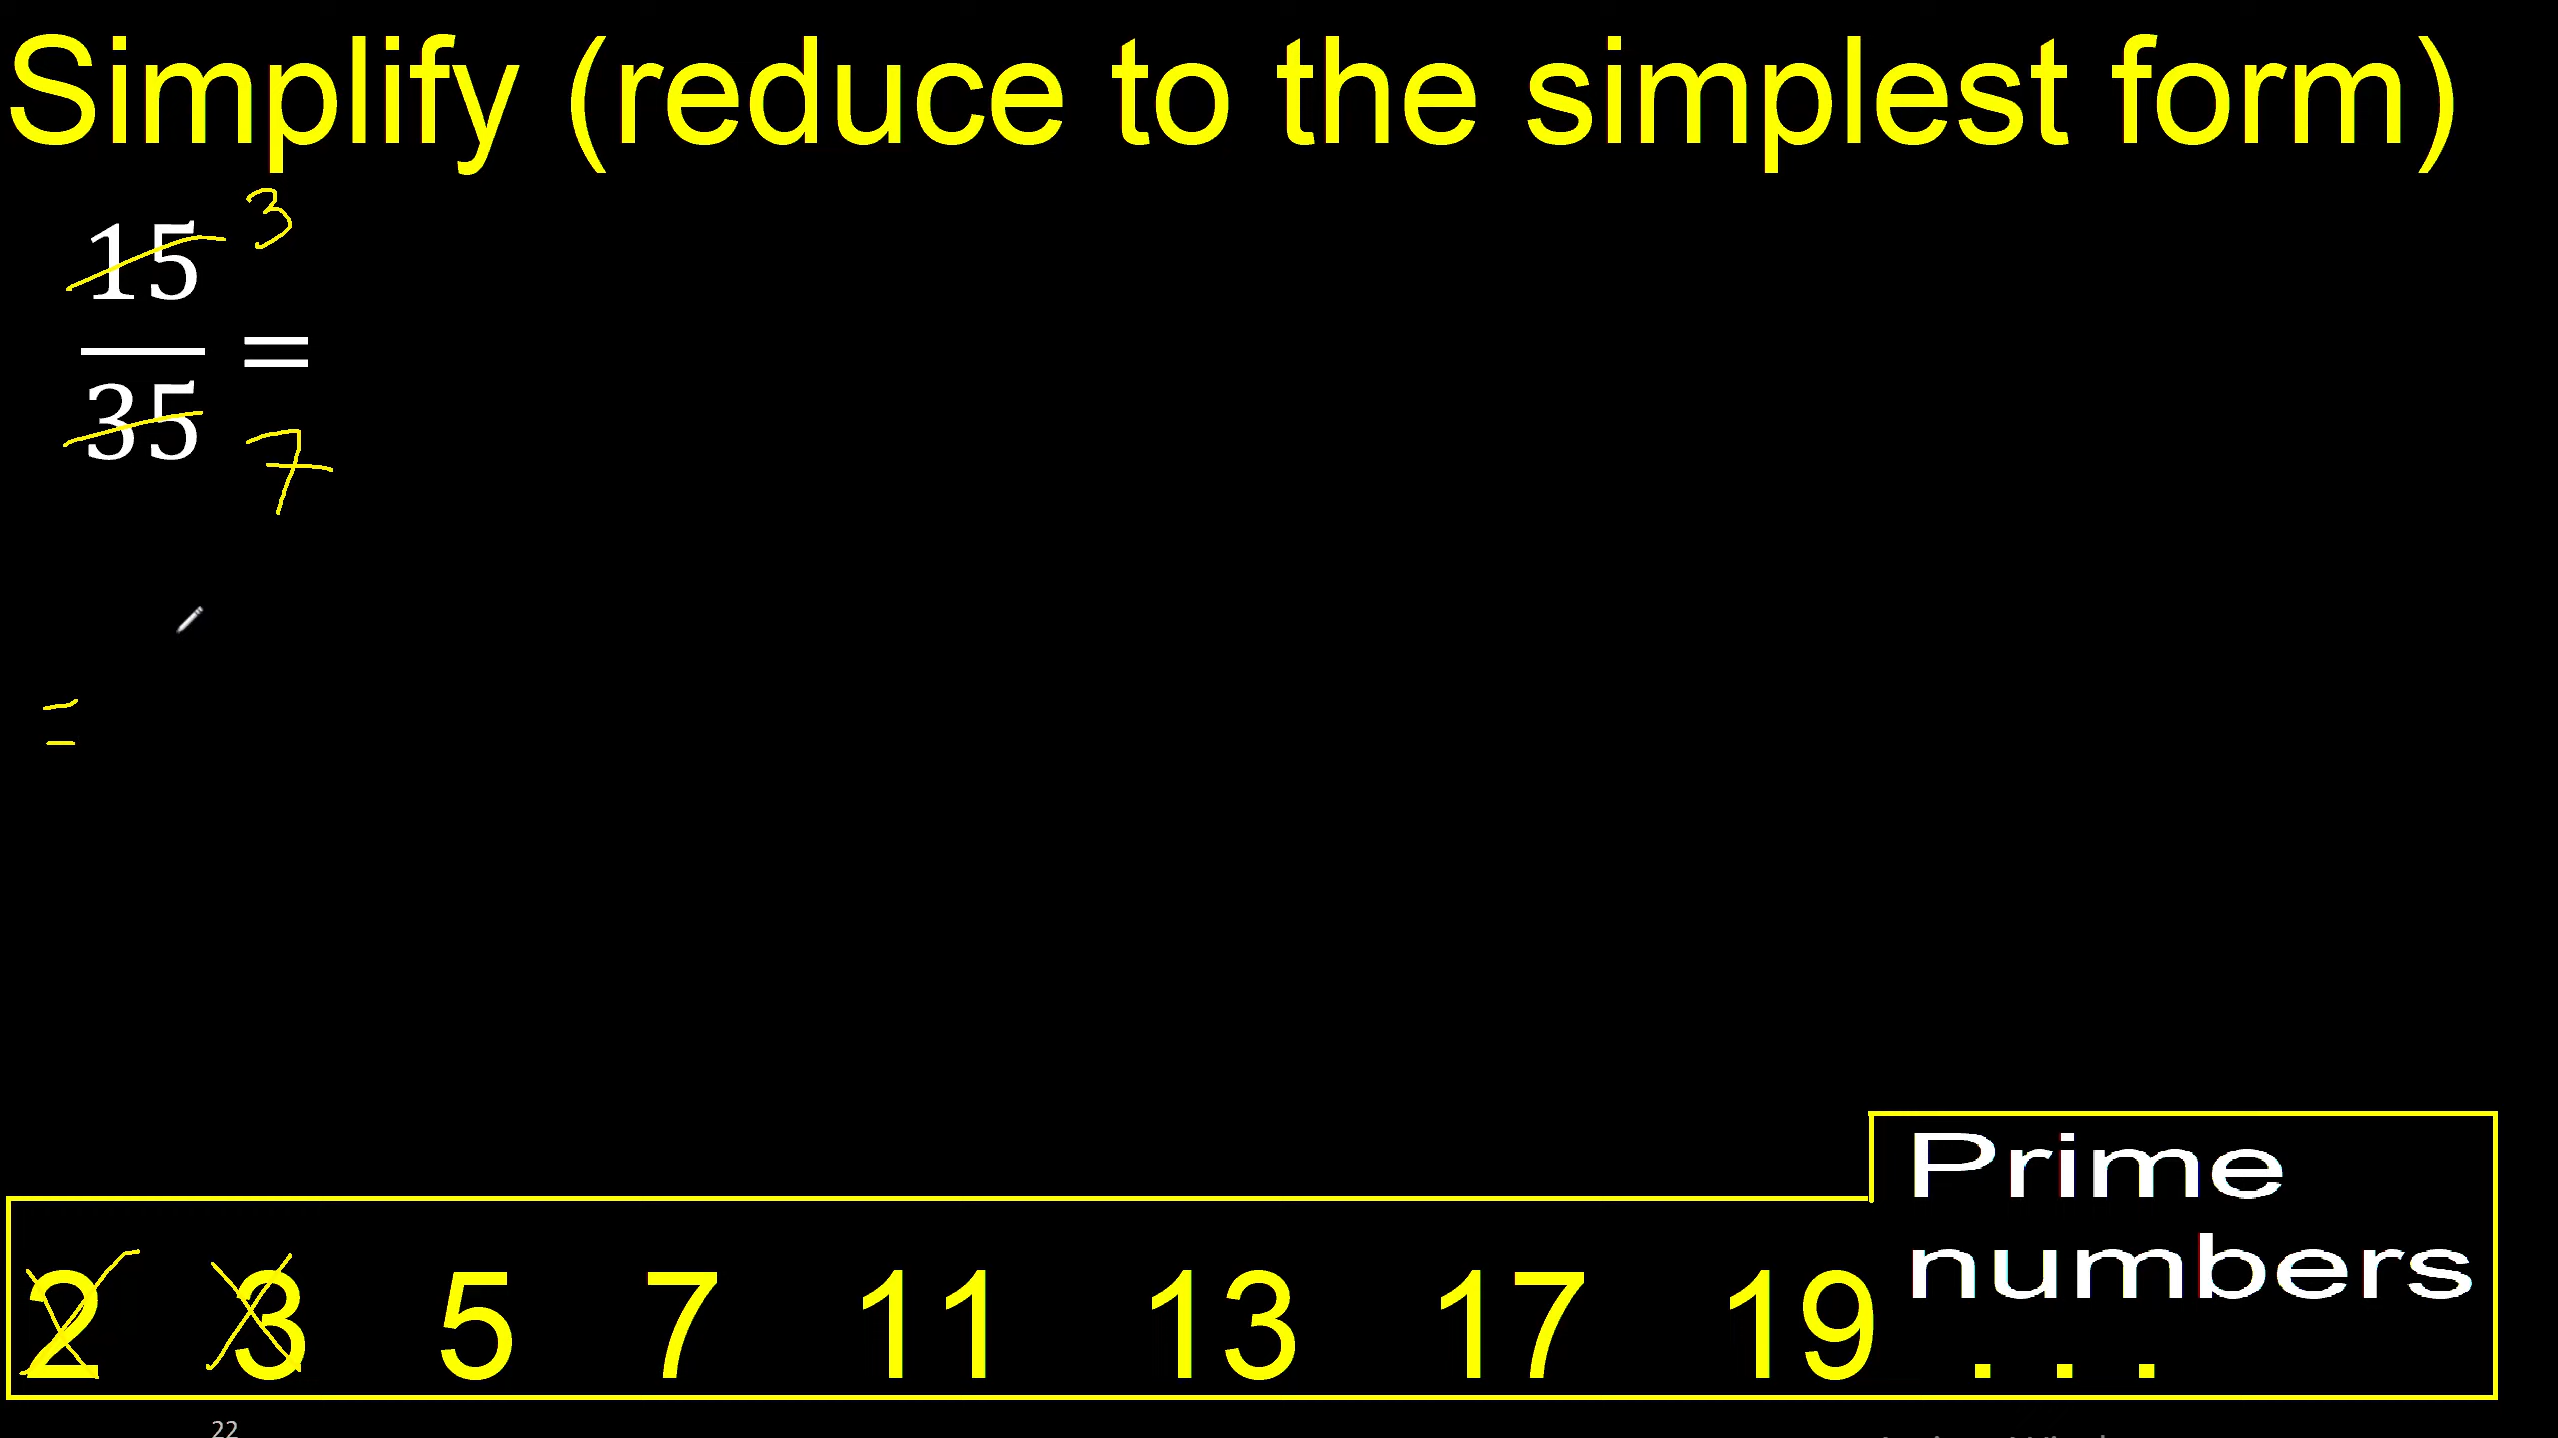 Simplify (reduce to the simplest form)
15 3
=
35 7
=
Prime
numbers
2 3 5 7 11 13 17 19 . . .
22